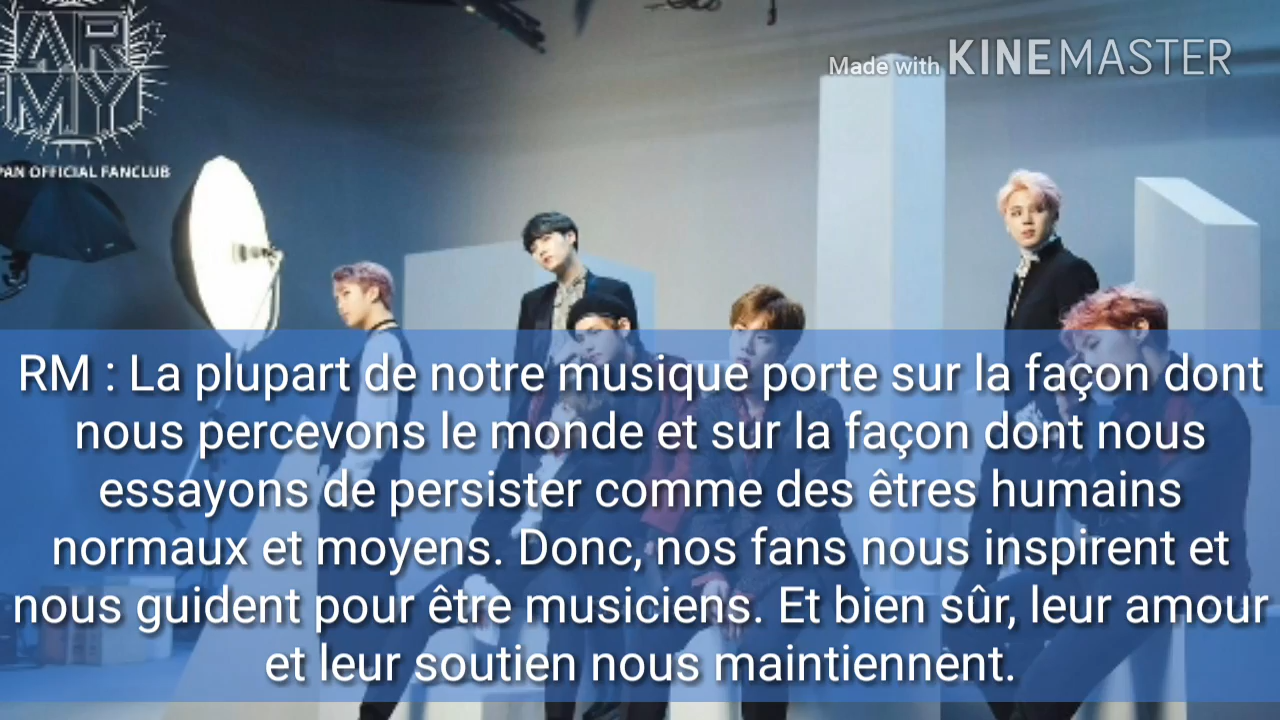 AR
MY
PAN OFFICIAL FANCLUB
Made with KINEMASTER
RM : La plupart de notre musique porte sur la façon dont
nous percevons le monde et sur la façon dont nous
essayons de persister comme des êtres humains
normaux et moyens. Donc, nos fans nous inspirent et
nous guident pour être musiciens. Et bien sûr, leur amour
et leur soutien nous maintiennent.